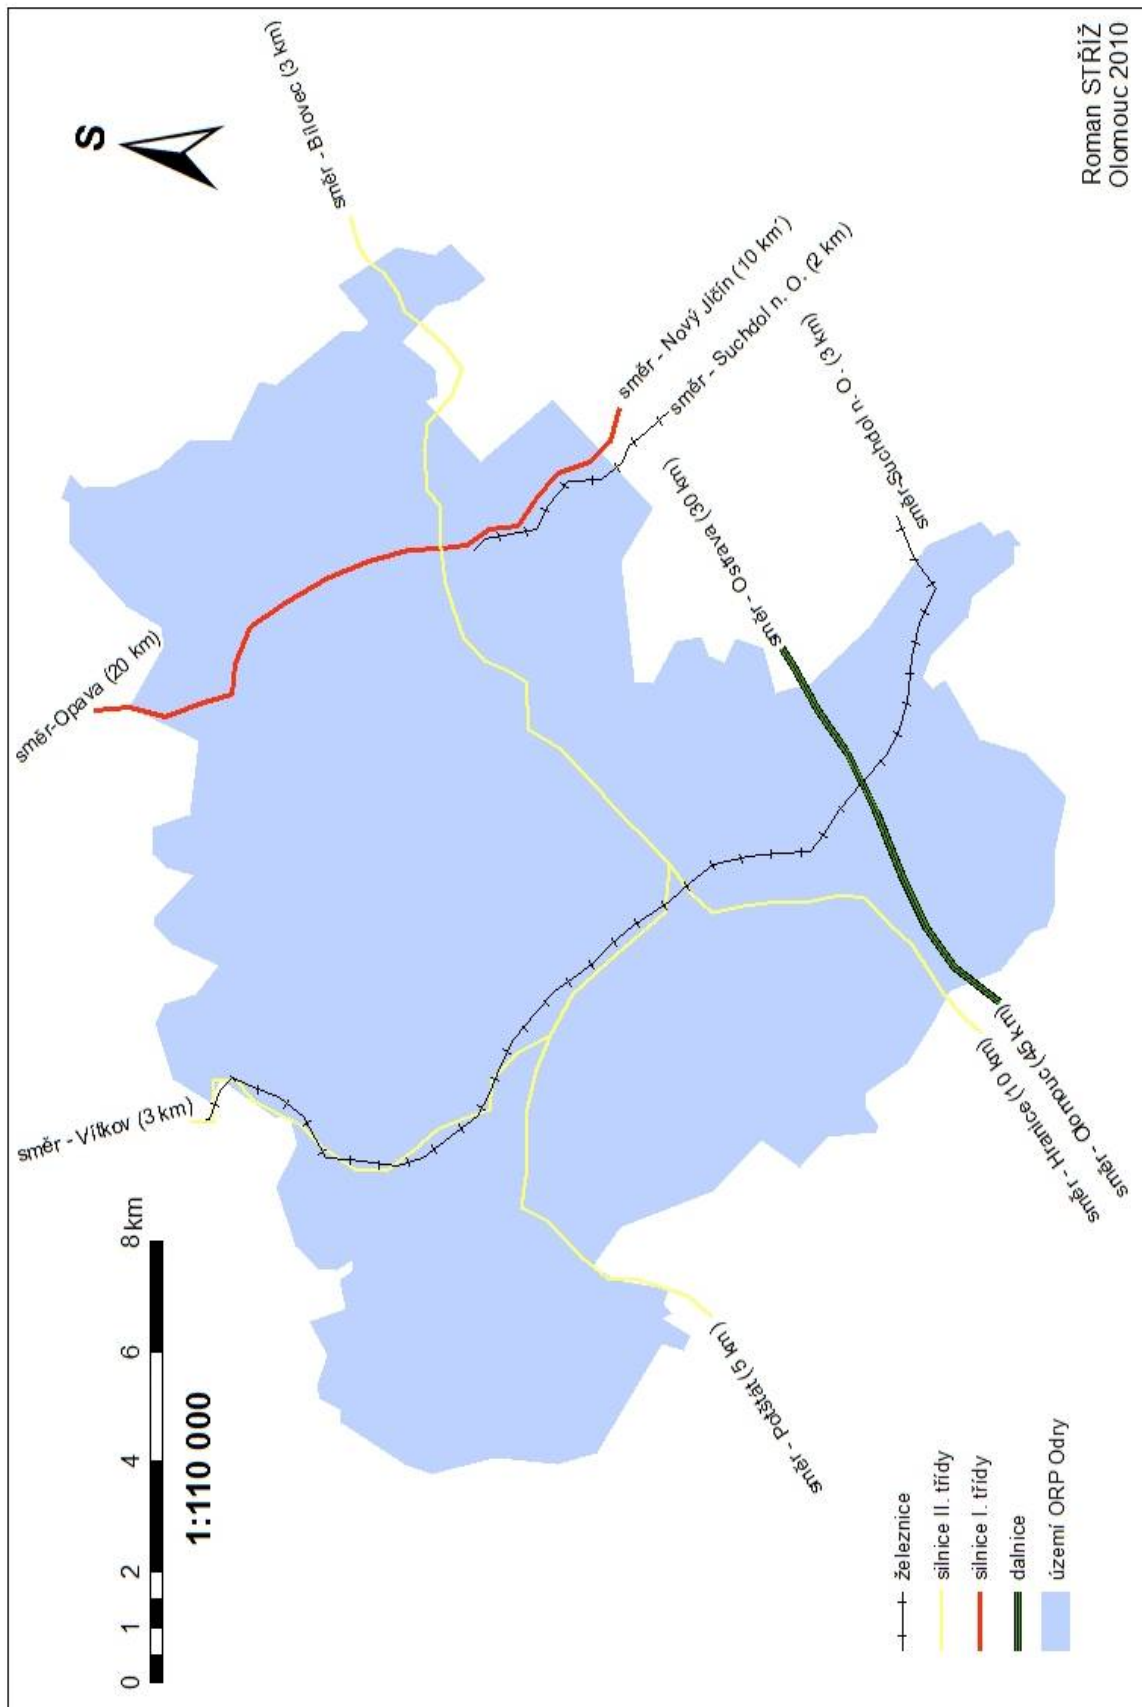 S
směr - Bílovec (3 km)
směr-Opava (20 km)
směr - Vítkov (3 km)
směr - Nový Jičín (10 km)
směr - Suchdol n. O. (2 km)
směr-Suchdol n. O. (3 km)
směr - Ostrava (30 km)
směr - Olomouc (45 km)
směr - Hranice (10 km)
směr - Potštát (5 km)
0 1 2 4 6 8 km
1:110 000
železnice
silnice II. třídy
silnice I. třídy
dalnice
území ORP Odry
Roman STŘÍŽ
Olomouc 2010